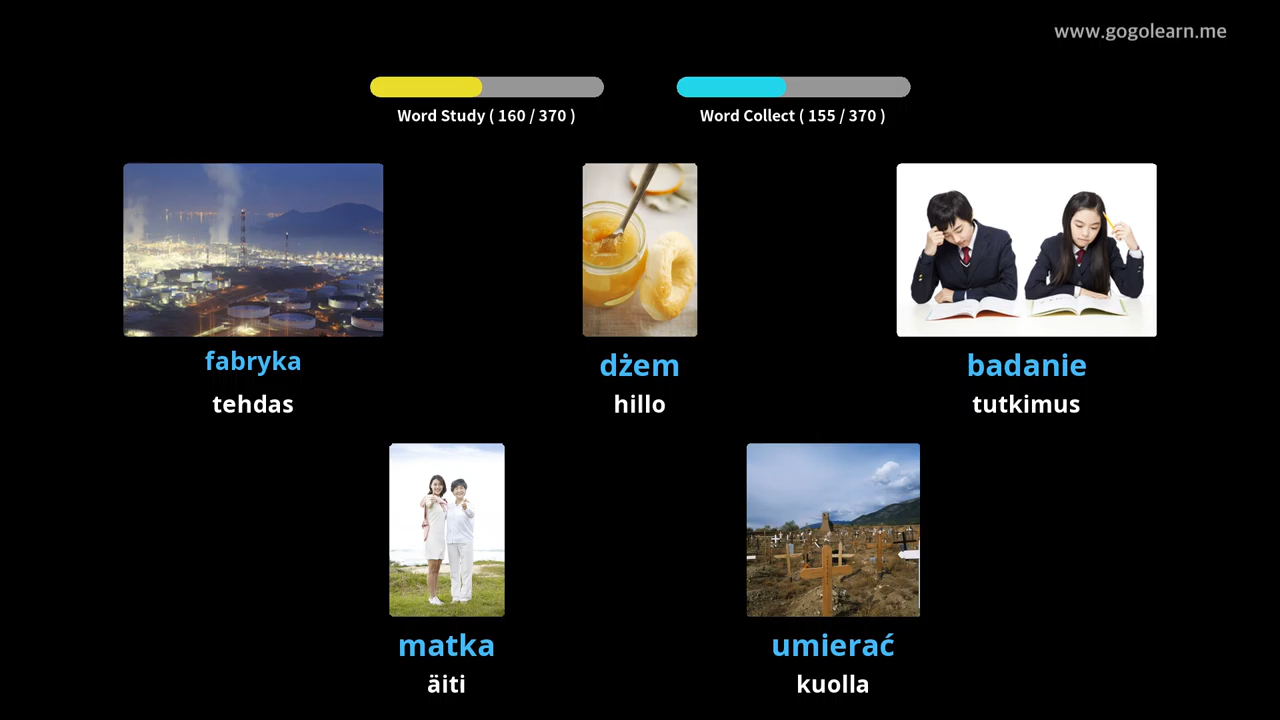 www.gogolearn.me
Word Study ( 160 / 370 )
Word Collect ( 155 / 370 )
fabryka
tehdas
dżem
hillo
badanie
tutkimus
matka
äiti
umierać
kuolla